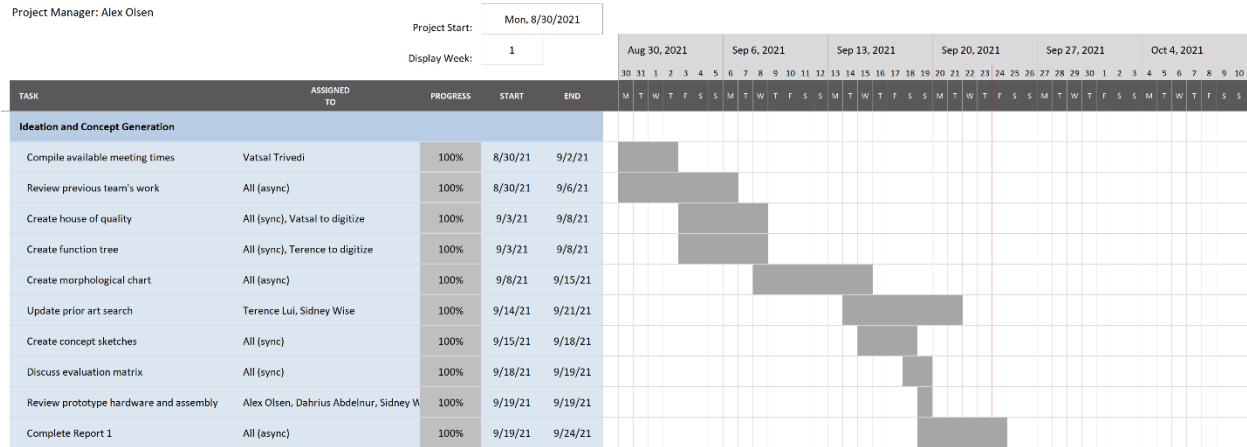 Project Manager: Alex Olsen
Project Start: Mon, 8/30/2021
Display Week: 1
Aug 30, 2021 Sep 6, 2021 Sep 13, 2021 Sep 20, 2021 Sep 27, 2021 Oct 4, 2021
30 31 1 2 3 4 5 6 7 8 9 10 11 12 13 14 15 16 17 18 19 20 21 22 23 24 25 26 27 28 29 30 1 2 3 4 5 6 7 8 9 10
TASK ASSIGNED TO PROGRESS START END M T W T F S S M T W T F S S M T W T F S S M T W T F S S M T W T F S S M T W T F S S
Ideation and Concept Generation
Compile available meeting times Vatsal Trivedi 100% 8/30/21 9/2/21
Review previous team's work All (async) 100% 8/30/21 9/6/21
Create house of quality All (sync), Vatsal to digitize 100% 9/3/21 9/8/21
Create function tree All (sync), Terence to digitize 100% 9/3/21 9/8/21
Create morphological chart All (async) 100% 9/8/21 9/15/21
Update prior art search Terence Lui, Sidney Wise 100% 9/14/21 9/21/21
Create concept sketches All (sync) 100% 9/15/21 9/18/21
Discuss evaluation matrix All (sync) 100% 9/18/21 9/19/21
Review prototype hardware and assembly Alex Olsen, Dahrius Abdelnur, Sidney W 100% 9/19/21 9/19/21
Complete Report 1 All (async) 100% 9/19/21 9/24/21